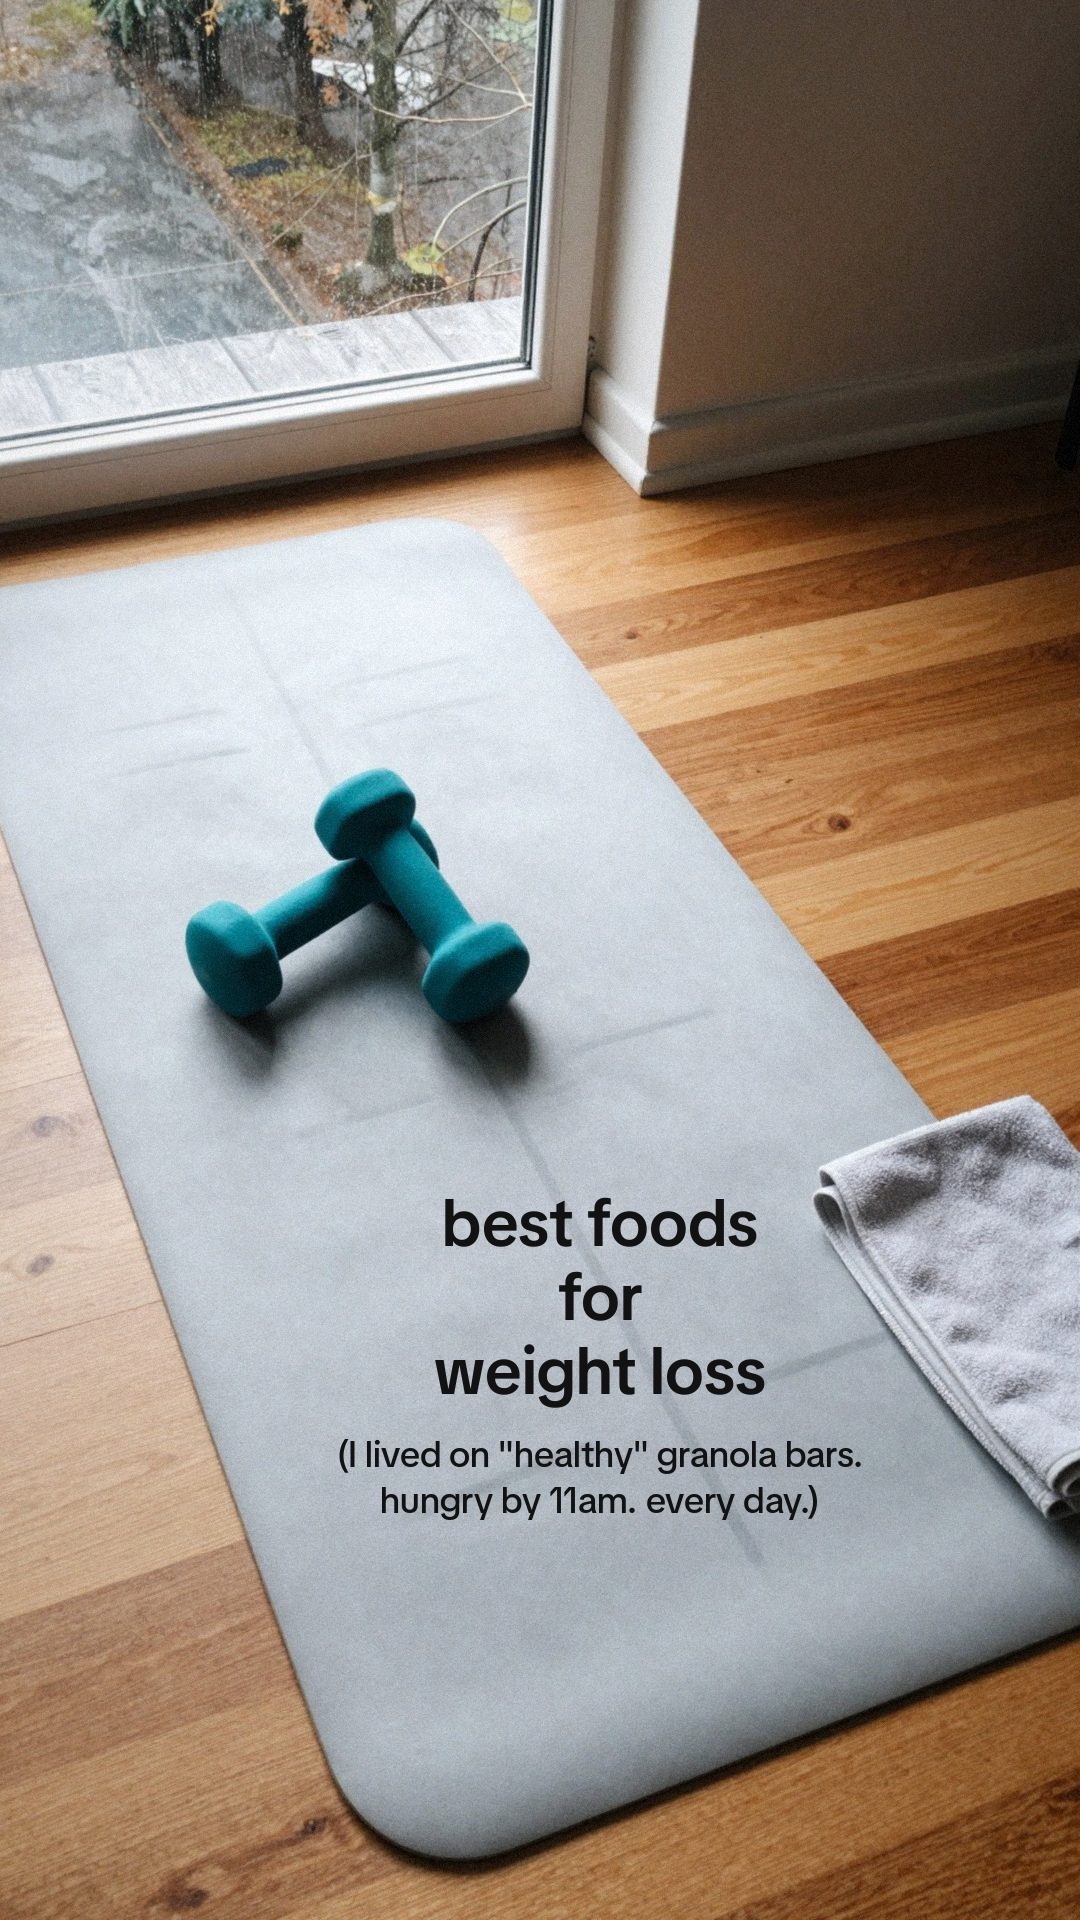 best foods
for
weight loss
(I lived on "healthy" granola bars.
hungry by 11am. every day.)